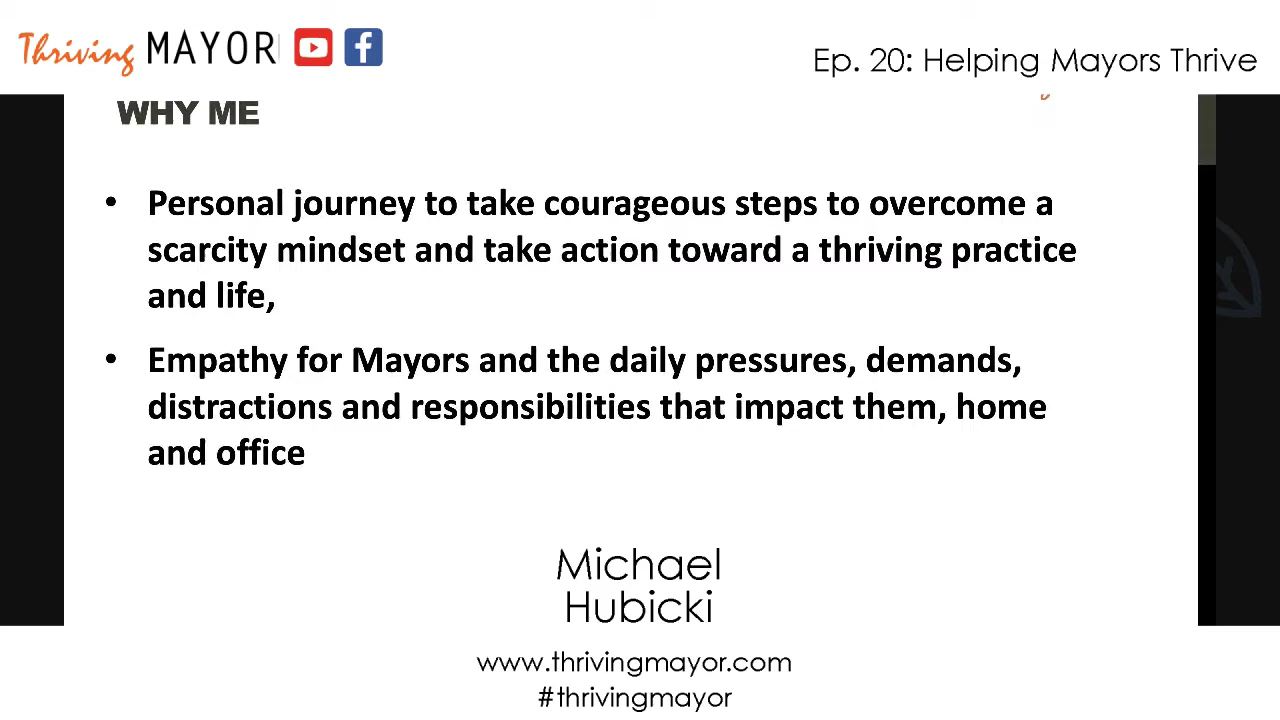 Thriving MAYOR
Ep. 20: Helping Mayors Thrive
WHY ME
• Personal journey to take courageous steps to overcome a
scarcity mindset and take action toward a thriving practice
and life,
• Empathy for Mayors and the daily pressures, demands,
distractions and responsibilities that impact them, home
and office
Michael
Hubicki
www.thrivingmayor.com
#thrivingmayor